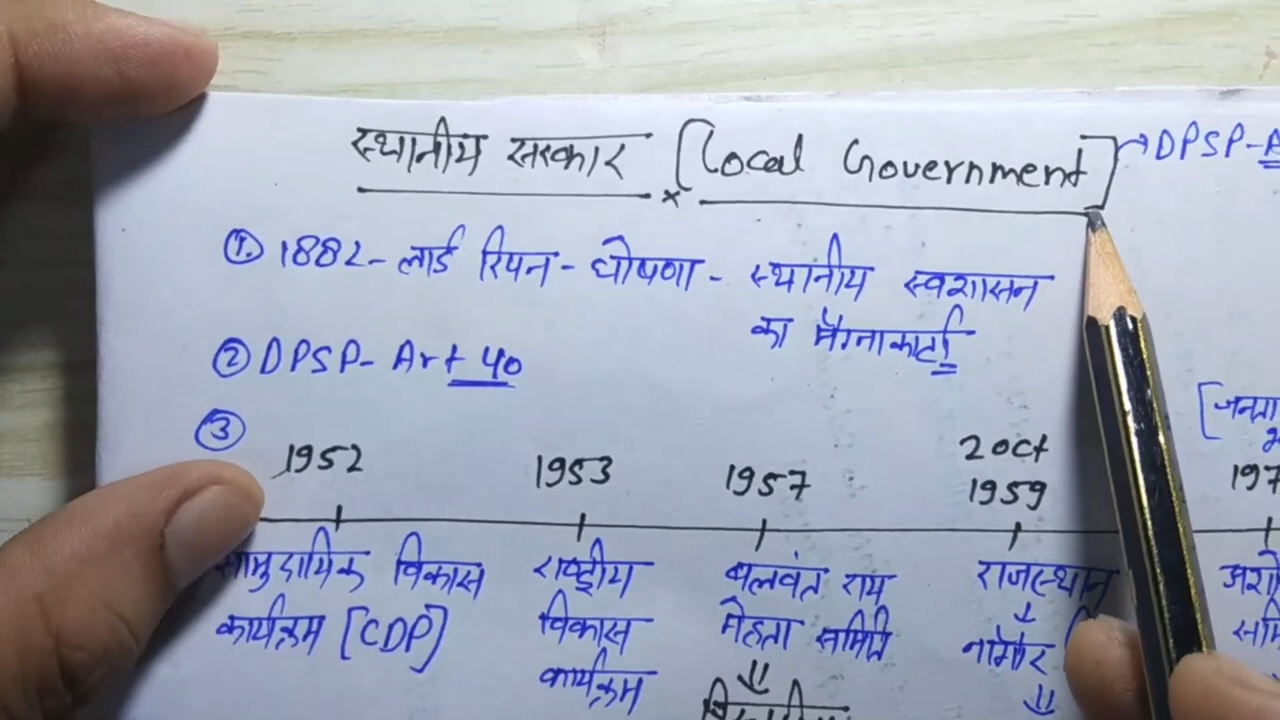 स्थानीय सरकार [Local Government] → DPSP-A
① 1882 - लार्ड रिपन - घोषणा - स्थानीय स्वशासन
का मैग्नाकार्टा
② DPSP - Art 40
③
1952 1953 1957 2 Oct 1959 197
सामुदायिक विकास कार्यक्रम [CDP]
राष्ट्रीय विकास कार्यक्रम
बलवंत राय मेहता समिति
राजस्थान
↓
नागौर